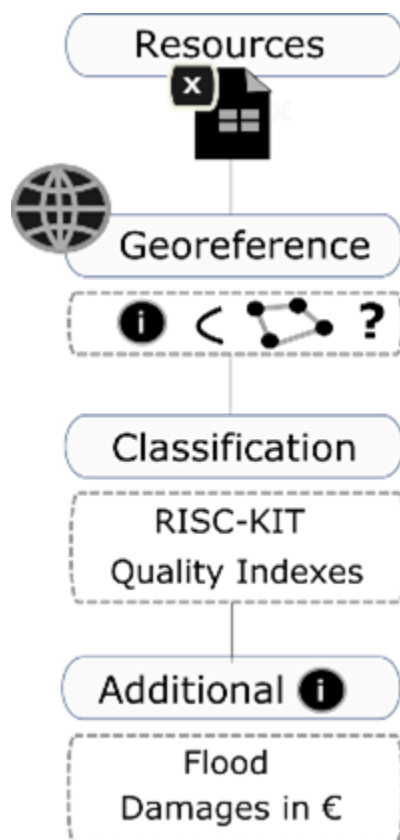 Resources
x
Georeference
i ?
Classification
RISC-KIT
Quality Indexes
Additional i
Flood
Damages in €